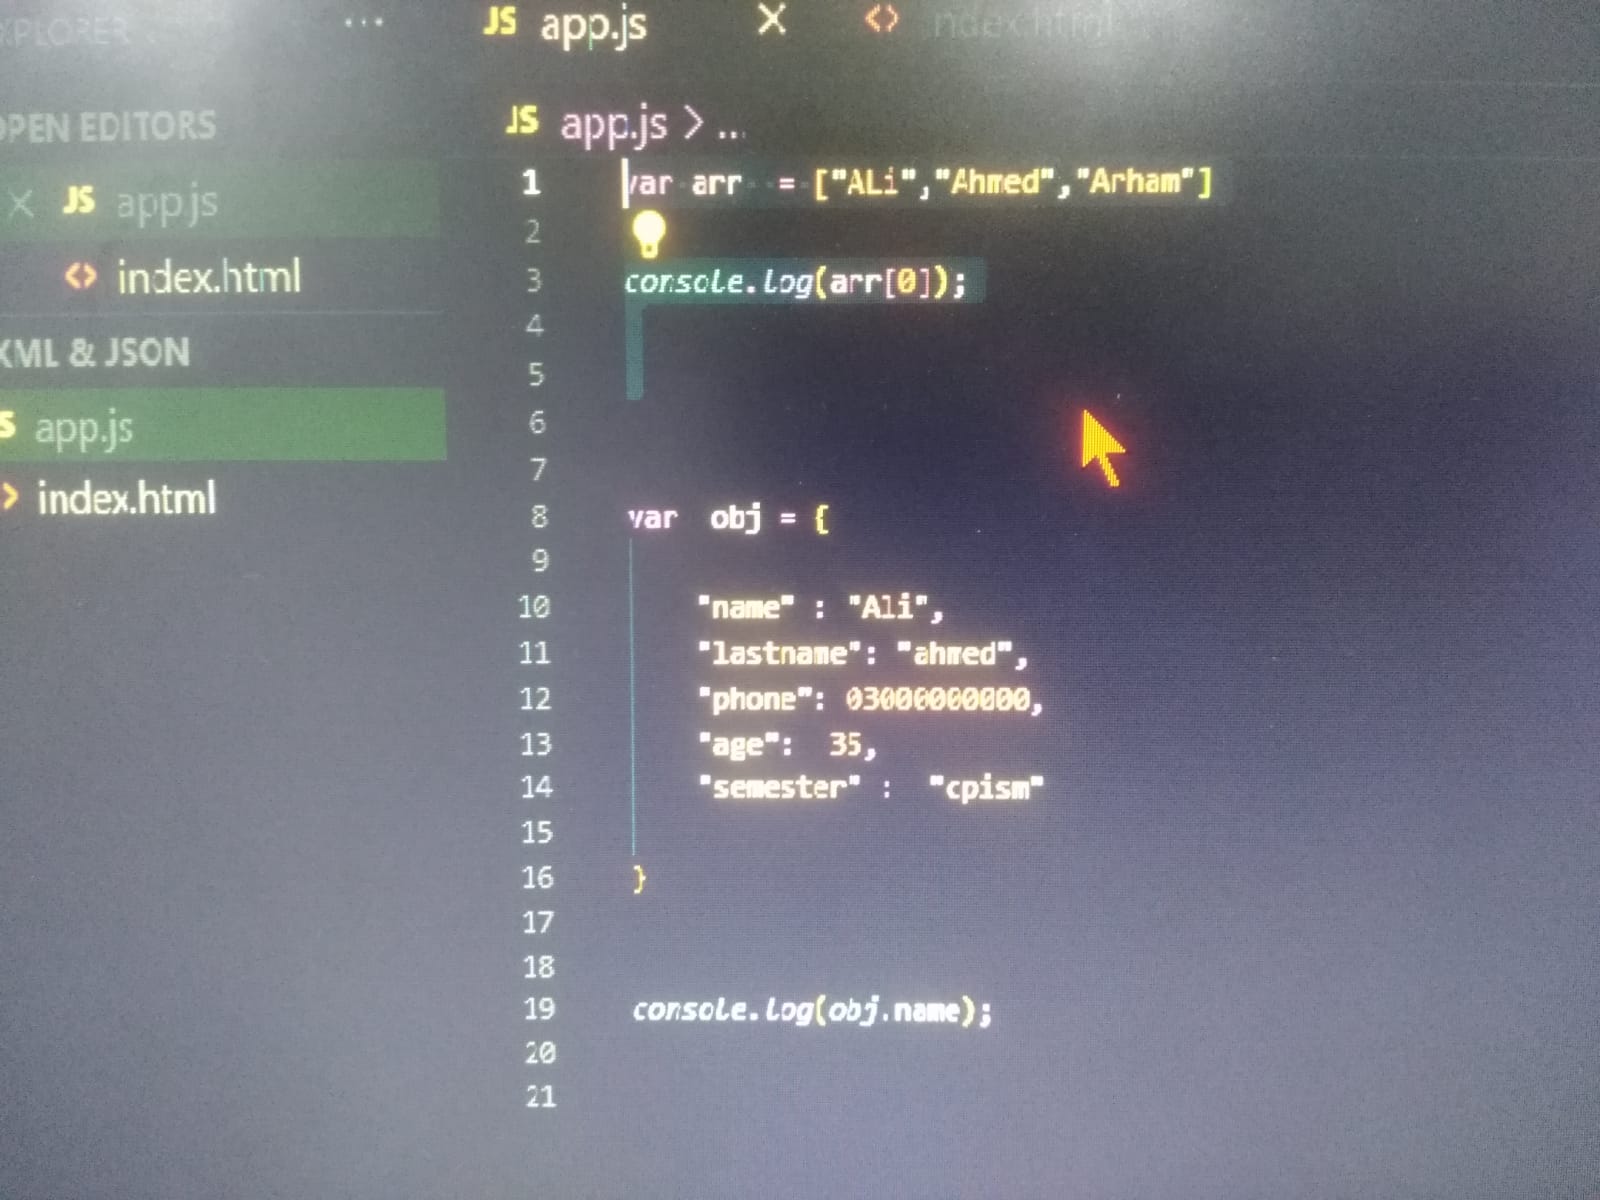 EXPLORER ...
JS app.js X <> index.html
OPEN EDITORS
X JS app.js
<> index.html
XML & JSON
JS app.js
> index.html
JS app.js > ...
1 var arr = ["ALi","Ahmed","Arham"]
2
3 console.log(arr[0]);
4
5
6
7
8 var obj = {
9
10 "name" : "Ali",
11 "lastname": "ahmed",
12 "phone": 03000000000,
13 "age": 35,
14 "semester" : "cpism"
15
16 }
17
18
19 console.log(obj.name);
20
21